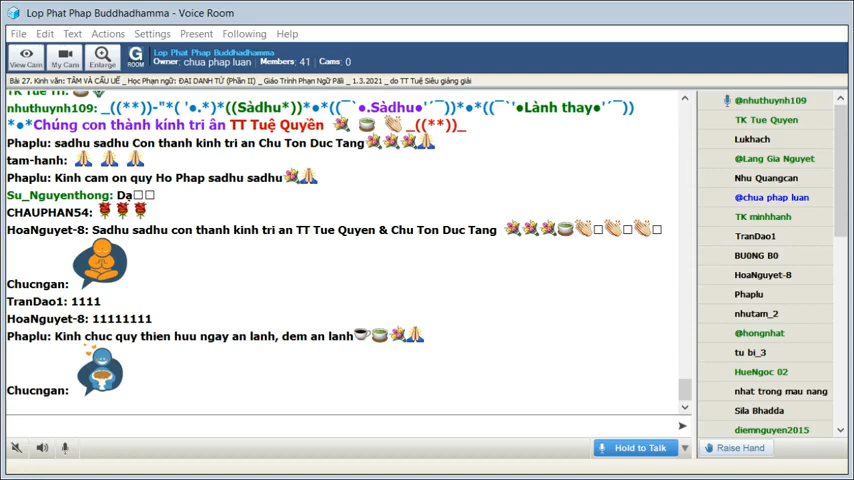 Lop Phat Phap Buddhadhamma - Voice Room
File Edit Text Actions Settings Present Following Help
View Cam
My Cam
Enlarge
G
ROOM
Lop Phat Phap Buddhadhamma
Owner: chua phap luan Members: 41 Cams: 0
Bài 27. Kinh văn: TÂM VÀ CẤU UẾ _ Học Phạn ngữ: ĐẠI DANH TỪ (Phần II) _ Giáo Trình Phạn Ngữ Pāli _ 1.3.2021 _ do TT Tuệ Siêu giảng giải
nhuthuynh109: _((**))-"*( '●.*)*((Sàdhu*))*●*((¯`●.Sàdhu●'´¯))*●*((¯`'●Lành thay●'´¯))
*●*Chúng con thành kính tri ân TT Tuệ Quyền _((**))_
Phaplu: sadhu sadhu Con thanh kinh tri an Chu Ton Duc Tang
tam-hanh:
Phaplu: Kinh cam on quy Ho Phap sadhu sadhu
Su_Nguyenthong: Dạ
CHAUPHAN54:
HoaNguyet-8: Sadhu sadhu con thanh kinh tri an TT Tue Quyen & Chu Ton Duc Tang
Chucngan:
TranDao1: 1111
HoaNguyet-8: 11111111
Phaplu: Kinh chuc quy thien huu ngay an lanh, dem an lanh
Chucngan:
@nhuthuynh109
TK Tue Quyen
Lukhach
@Lang Gia Nguyet
Nhu Quangcan
@chua phap luan
TK minhhanh
TranDao1
BU0NG B0
HoaNguyet-8
Phaplu
nhutam_2
@hongnhat
tu bi_3
HueNgoc 02
nhat trong mau nang
Sila Bhadda
diemnguyen2015
Hold to Talk
Raise Hand